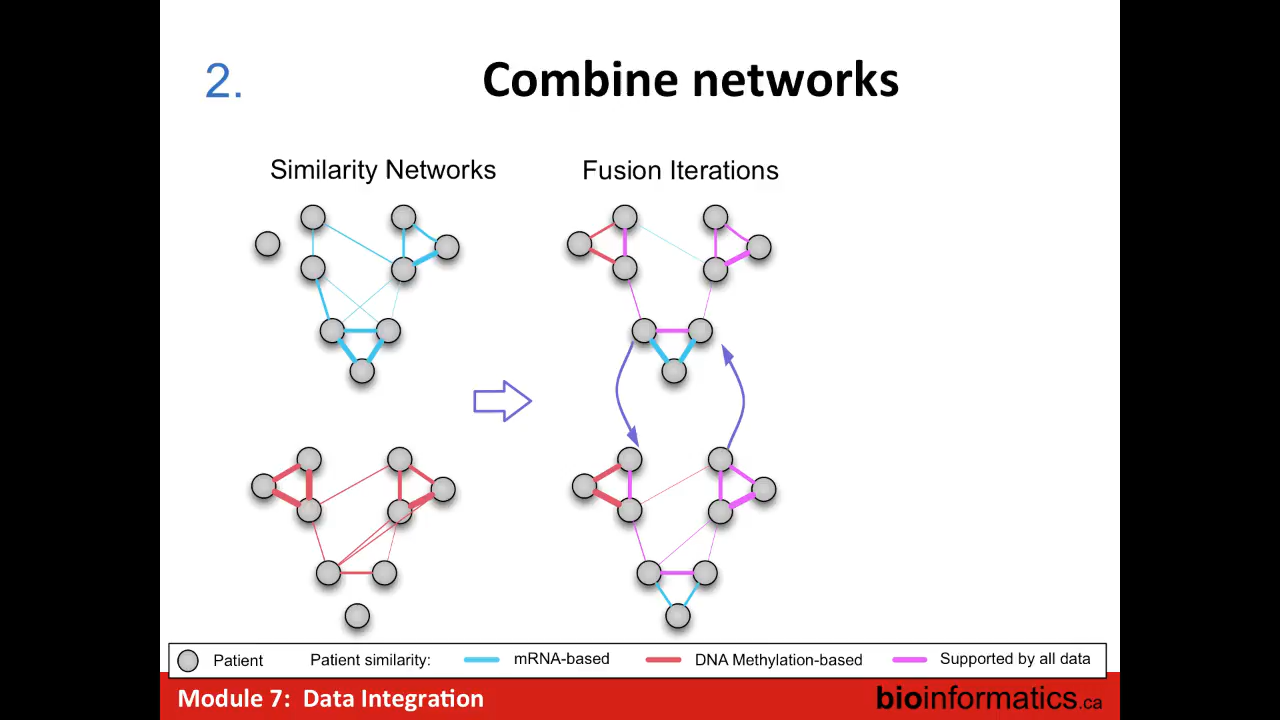 2.
Combine networks
Similarity Networks
Fusion Iterations
Patient
Patient similarity:
mRNA-based
DNA Methylation-based
Supported by all data
Module 7: Data Integration
bioinformatics.ca